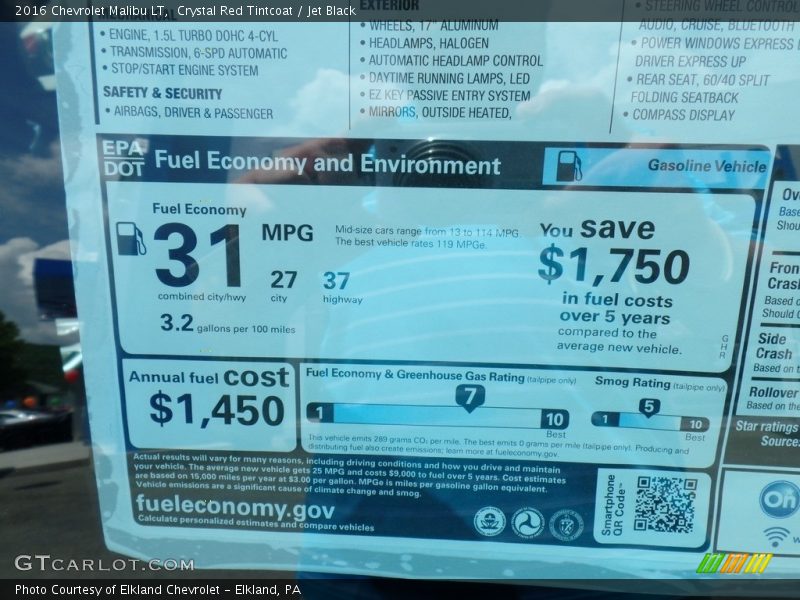 2016 Chevrolet Malibu LT, Crystal Red Tintcoat / Jet Black
MECHANICAL
• ENGINE, 1.5L TURBO DOHC 4-CYL
• TRANSMISSION, 6-SPD AUTOMATIC
• STOP/START ENGINE SYSTEM
SAFETY & SECURITY
• AIRBAGS, DRIVER & PASSENGER
EXTERIOR
• WHEELS, 17" ALUMINUM
• HEADLAMPS, HALOGEN
• AUTOMATIC HEADLAMP CONTROL
• DAYTIME RUNNING LAMPS, LED
• EZ KEY PASSIVE ENTRY SYSTEM
• MIRRORS, OUTSIDE HEATED,
• STEERING WHEEL CONTROL
AUDIO, CRUISE, BLUETOOTH
• POWER WINDOWS EXPRESS
DRIVER EXPRESS UP
• REAR SEAT, 60/40 SPLIT
FOLDING SEATBACK
• COMPASS DISPLAY
EPA
DOT
Fuel Economy and Environment
Gasoline Vehicle
Fuel Economy
31 MPG
combined city/hwy
27
city
37
highway
3.2 gallons per 100 miles
Mid-size cars range from 13 to 114 MPG.
The best vehicle rates 119 MPGe.
You save
$1,750
in fuel costs
over 5 years
compared to the
average new vehicle.
G
H
R
Annual fuel cost
$1,450
Fuel Economy & Greenhouse Gas Rating (tailpipe only)
7
1
10
Best
Smog Rating (tailpipe only)
5
1
10
Best
This vehicle emits 289 grams CO₂ per mile. The best emits 0 grams per mile (tailpipe only). Producing and
distributing fuel also create emissions; learn more at fueleconomy.gov.
Actual results will vary for many reasons, including driving conditions and how you drive and maintain
your vehicle. The average new vehicle gets 25 MPG and costs $9,000 to fuel over 5 years. Cost estimates
are based on 15,000 miles per year at $3.00 per gallon. MPGe is miles per gasoline gallon equivalent.
Vehicle emissions are a significant cause of climate change and smog.
fueleconomy.gov
Calculate personalized estimates and compare vehicles
Smartphone
QR Code™
Side
Crash
Based on
Rollover
Based on the
Star ratings
Source:
On
GTCARLOT.COM
Photo Courtesy of Elkland Chevrolet - Elkland, PA